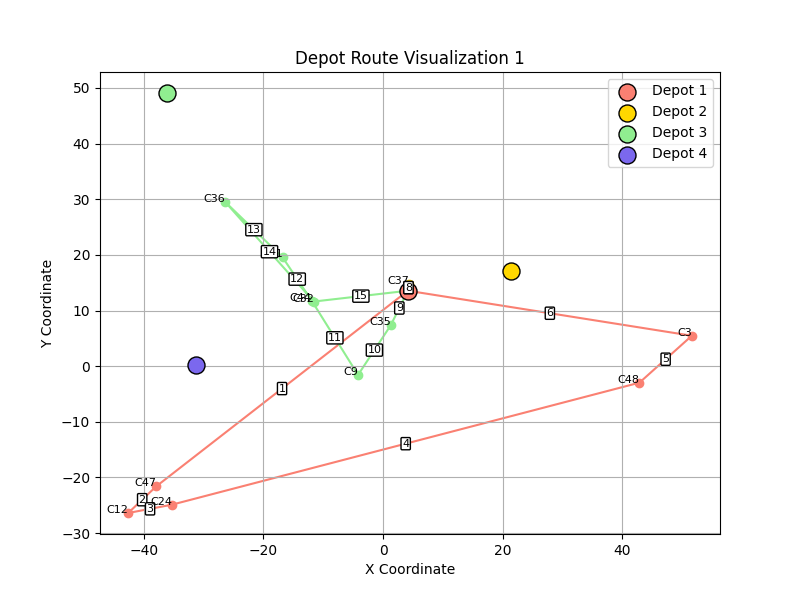 Depot Route Visualization 1
Depot 1
Depot 2
Depot 3
Depot 4
50
40
30
20
10
0
−10
−20
−30
Y Coordinate
−40
−20
0
20
40
X Coordinate
C36
13
14
12
C37
8
15
9
C35
6
C3
11
10
5
C9
C48
1
4
C47
2
C24
C12
3